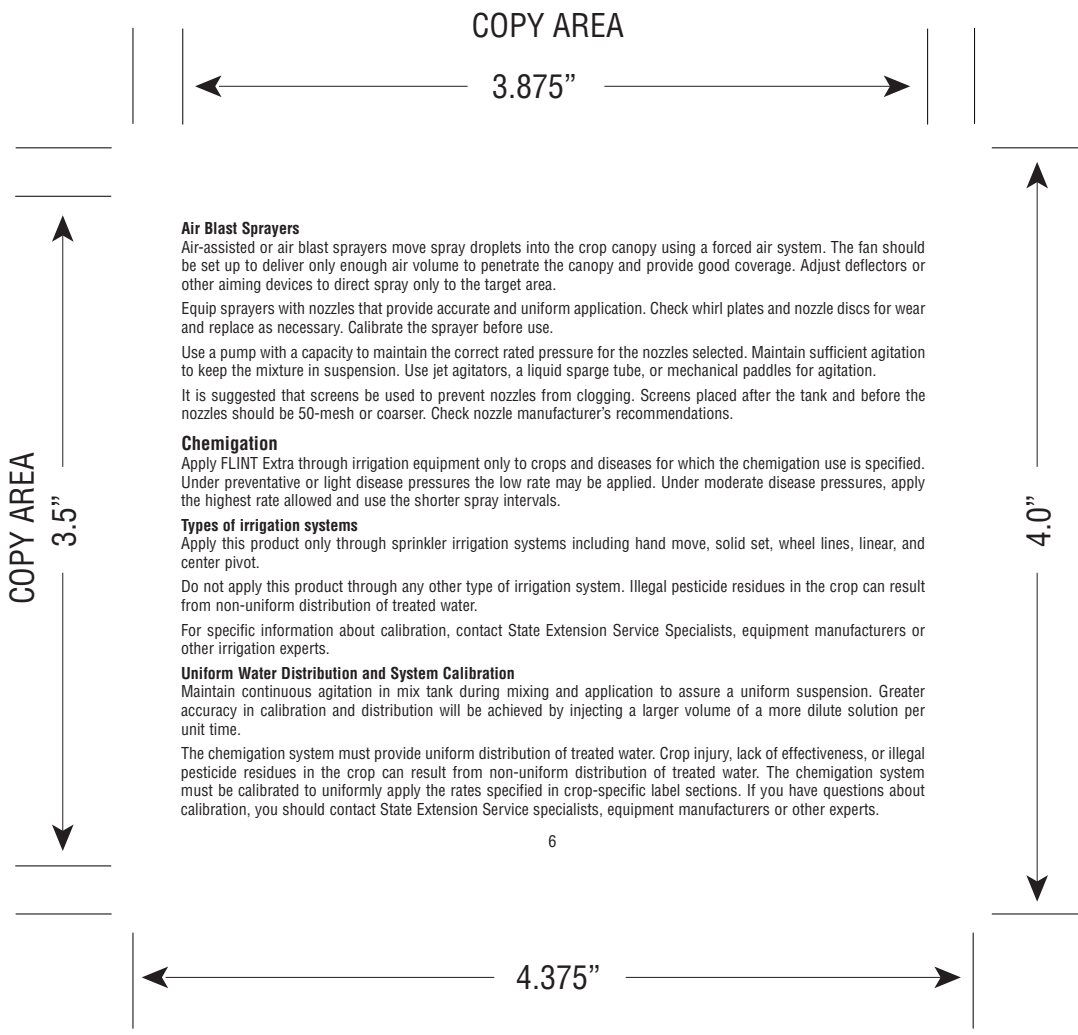 COPY AREA
3.875”
Air Blast Sprayers
Air-assisted or air blast sprayers move spray droplets into the crop canopy using a forced air system. The fan should
be set up to deliver only enough air volume to penetrate the canopy and provide good coverage. Adjust deflectors or
other aiming devices to direct spray only to the target area.
Equip sprayers with nozzles that provide accurate and uniform application. Check whirl plates and nozzle discs for wear
and replace as necessary. Calibrate the sprayer before use.
Use a pump with a capacity to maintain the correct rated pressure for the nozzles selected. Maintain sufficient agitation
to keep the mixture in suspension. Use jet agitators, a liquid sparge tube, or mechanical paddles for agitation.
It is suggested that screens be used to prevent nozzles from clogging. Screens placed after the tank and before the
nozzles should be 50-mesh or coarser. Check nozzle manufacturer’s recommendations.
Chemigation
Apply FLINT Extra through irrigation equipment only to crops and diseases for which the chemigation use is specified.
Under preventative or light disease pressures the low rate may be applied. Under moderate disease pressures, apply
the highest rate allowed and use the shorter spray intervals.
Types of irrigation systems
Apply this product only through sprinkler irrigation systems including hand move, solid set, wheel lines, linear, and
center pivot.
Do not apply this product through any other type of irrigation system. Illegal pesticide residues in the crop can result
from non-uniform distribution of treated water.
For specific information about calibration, contact State Extension Service Specialists, equipment manufacturers or
other irrigation experts.
Uniform Water Distribution and System Calibration
Maintain continuous agitation in mix tank during mixing and application to assure a uniform suspension. Greater
accuracy in calibration and distribution will be achieved by injecting a larger volume of a more dilute solution per
unit time.
The chemigation system must provide uniform distribution of treated water. Crop injury, lack of effectiveness, or illegal
pesticide residues in the crop can result from non-uniform distribution of treated water. The chemigation system
must be calibrated to uniformly apply the rates specified in crop-specific label sections. If you have questions about
calibration, you should contact State Extension Service specialists, equipment manufacturers or other experts.
6
COPY AREA
3.5”
4.0”
4.375”